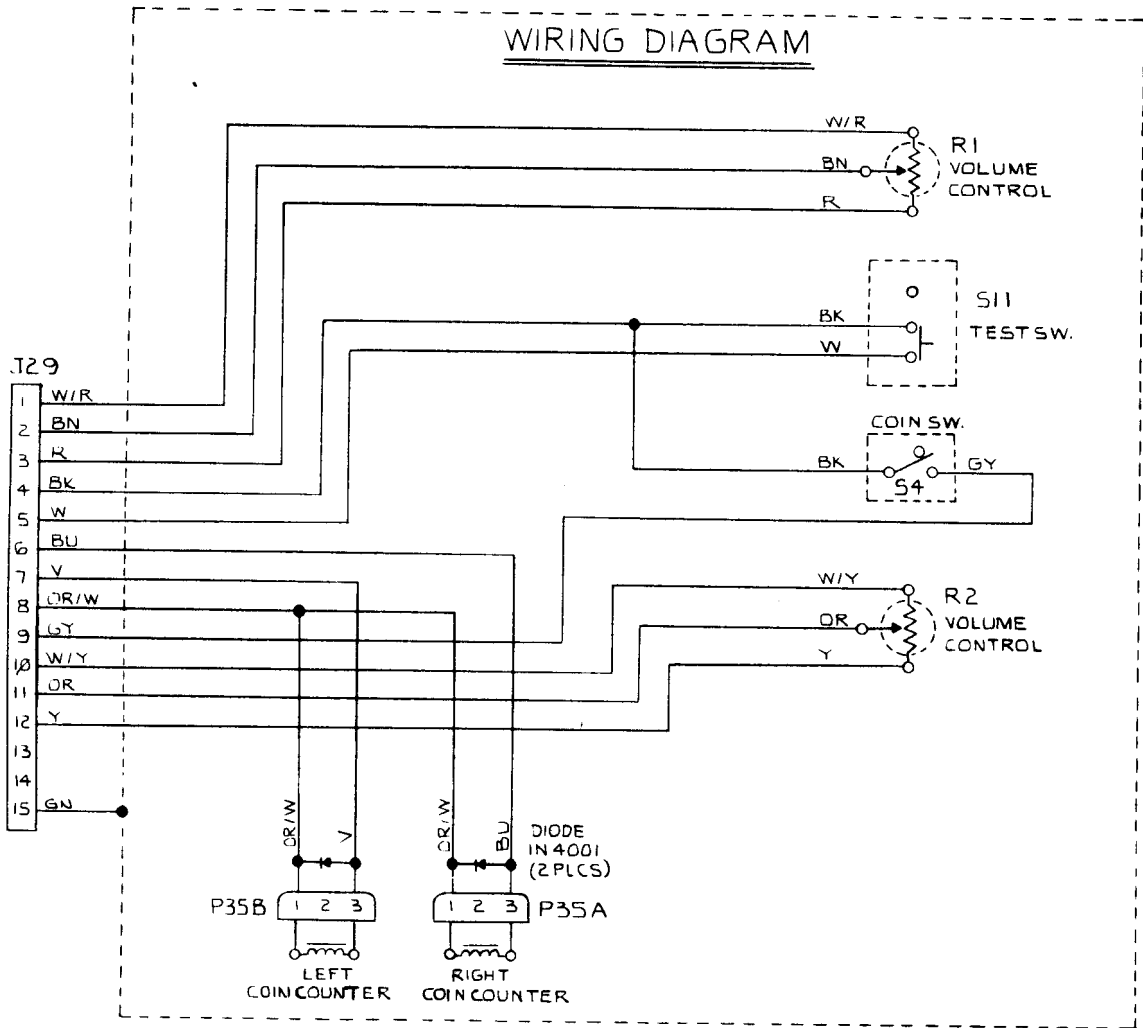 WIRING DIAGRAM
W/R
R1
VOLUME
CONTROL
BN
R
S11
TEST SW.
BK
W
J29
1 W/R
2 BN
3 R
4 BK
5 W
6 BU
7 V
8 OR/W
9 GY
10 W/Y
11 OR
12 Y
13
14
15 GN
COIN SW.
BK
GY
S4
W/Y
R2
VOLUME
CONTROL
OR
Y
OR/W
V
OR/W
BU
DIODE
IN4001
(2PLCS)
P35B 1 2 3
1 2 3 P35A
LEFT
COIN COUNTER
RIGHT
COIN COUNTER